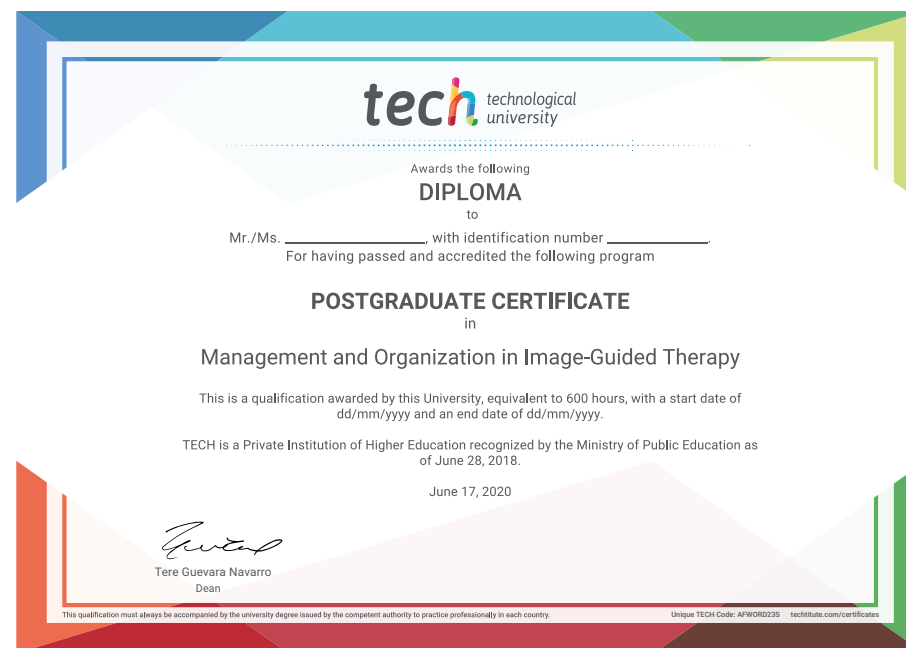 tech technological
university
Awards the following
DIPLOMA
to
Mr./Ms. ____________________, with identification number ______________.
For having passed and accredited the following program
POSTGRADUATE CERTIFICATE
in
Management and Organization in Image-Guided Therapy
This is a qualification awarded by this University, equivalent to 600 hours, with a start date of
dd/mm/yyyy and an end date of dd/mm/yyyy.
TECH is a Private Institution of Higher Education recognized by the Ministry of Public Education as
of June 28, 2018.
June 17, 2020
Tere Guevara Navarro
Dean
This qualification must always be accompanied by the university degree issued by the competent authority to practice professionally in each country.
Unique TECH Code: AFWORD23S techtitute.com/certificates